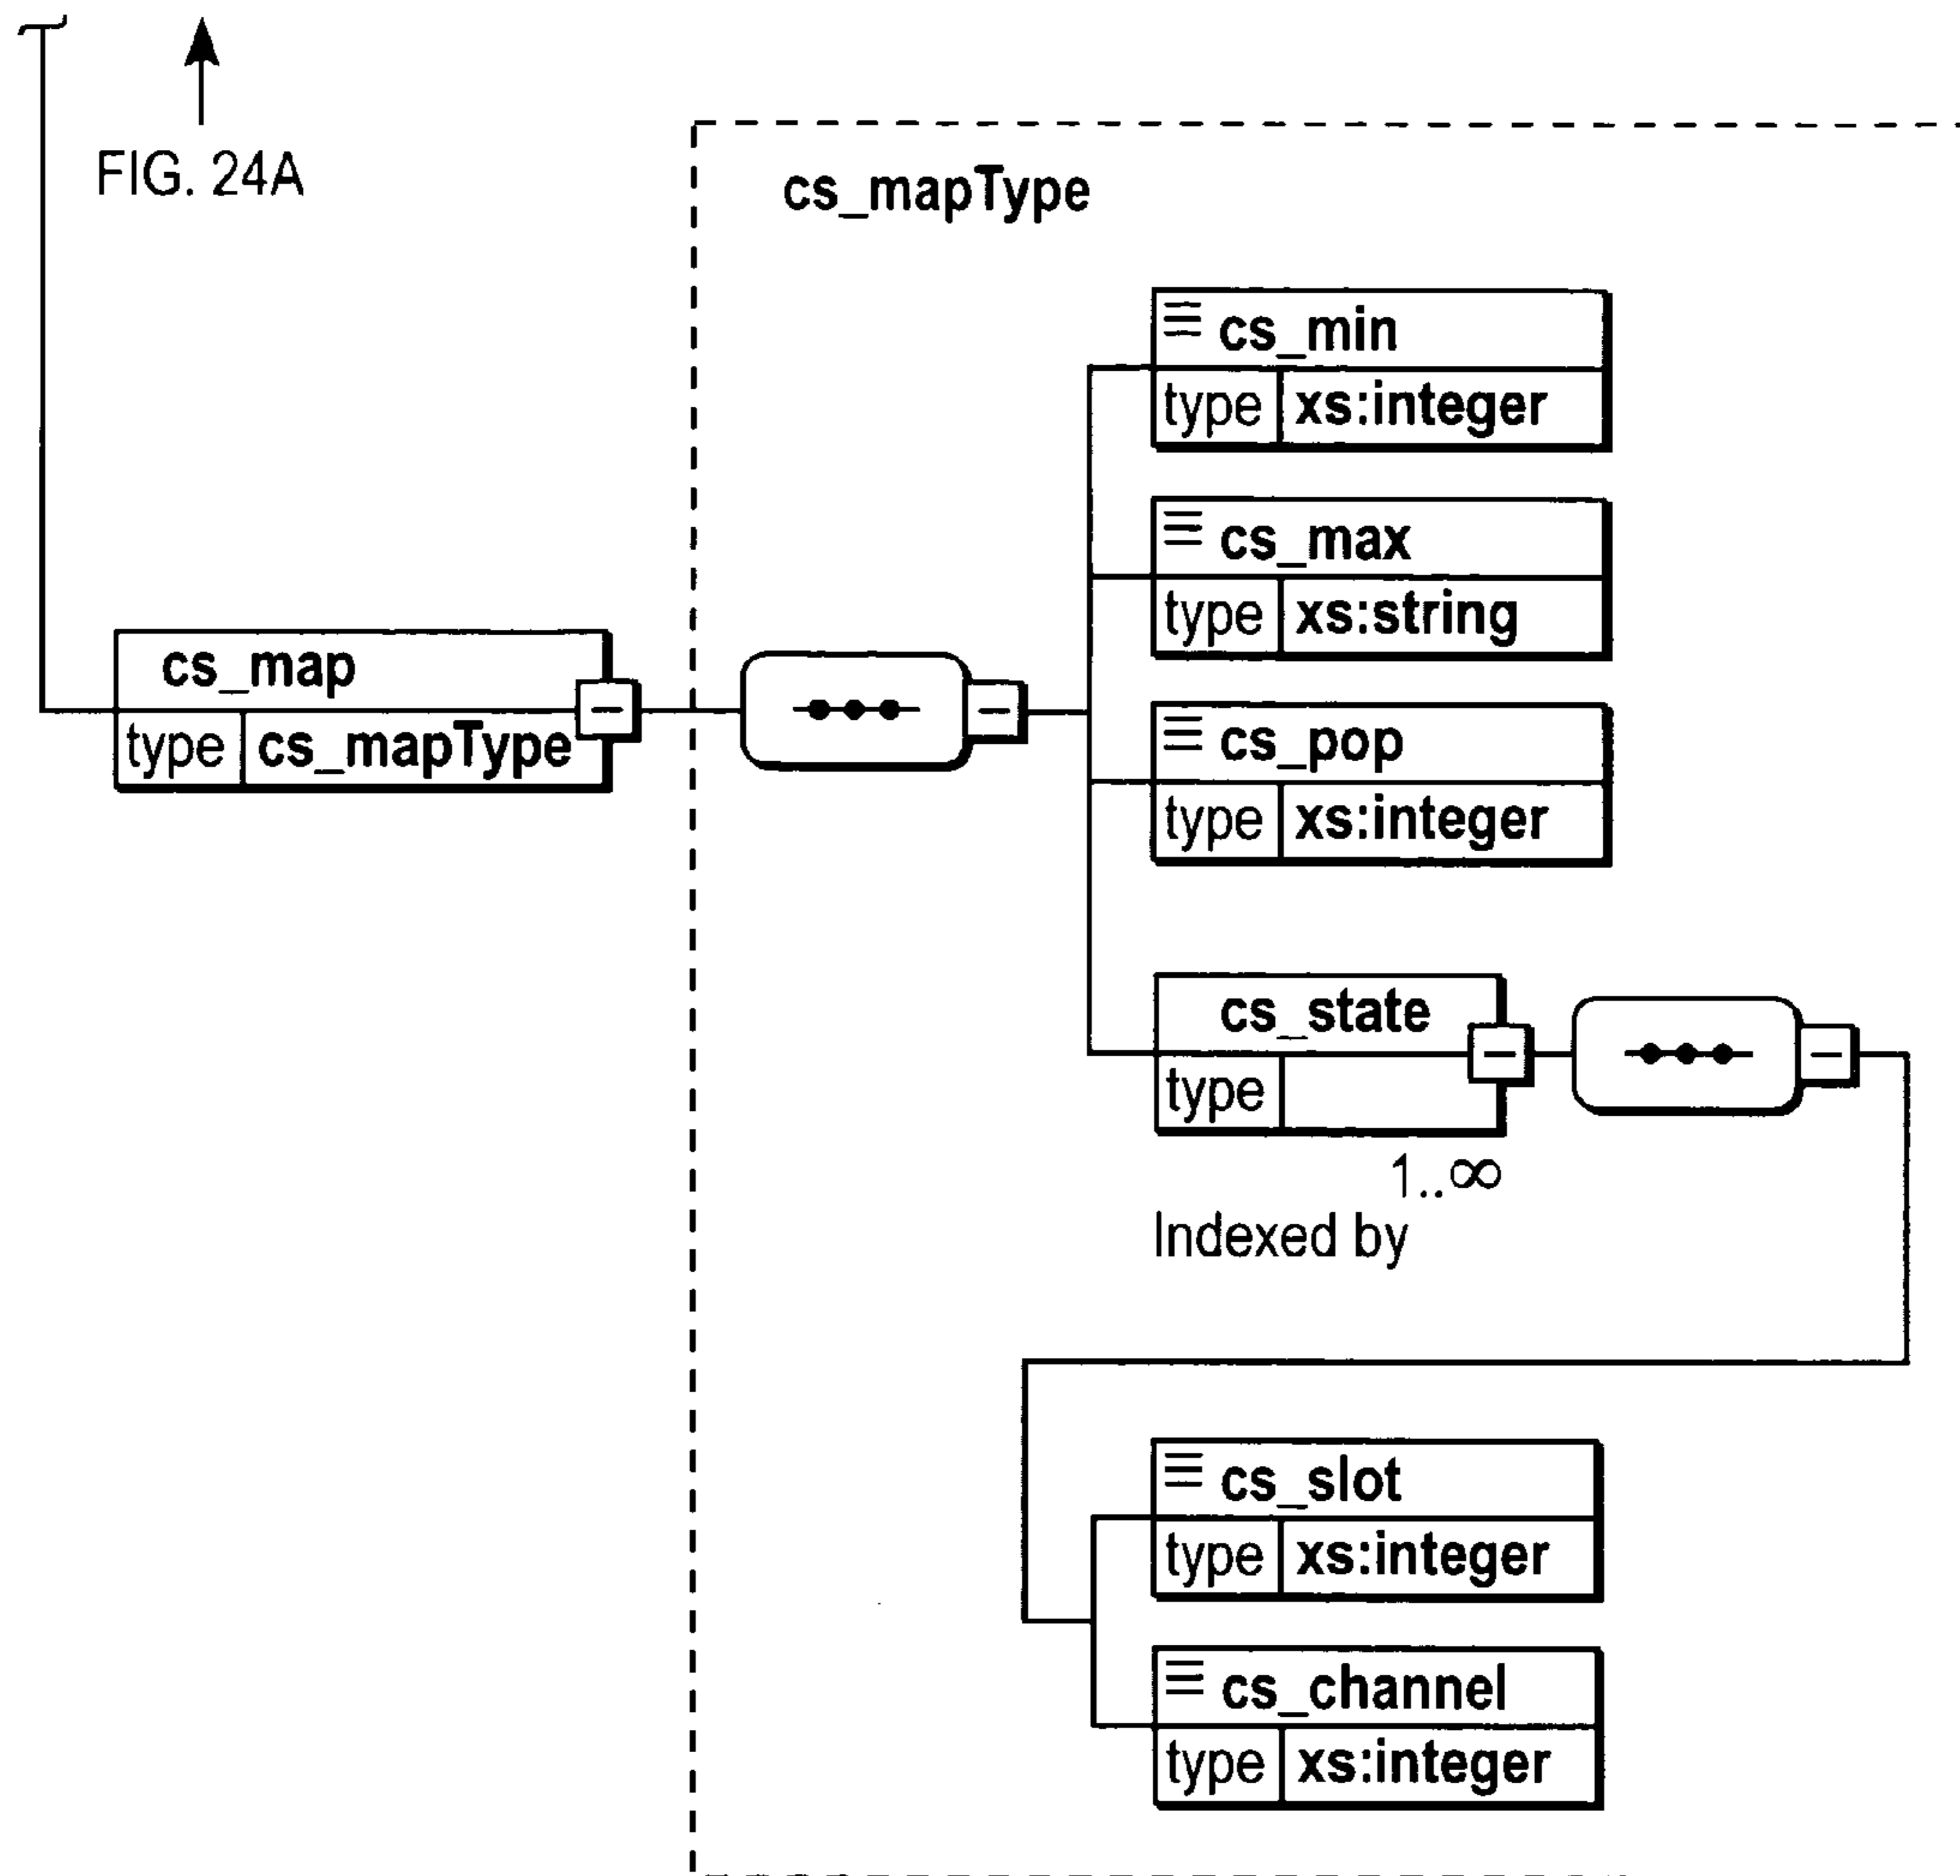 FIG. 24A
cs_mapType
cs_min
type xs:integer
cs_max
type xs:string
cs_map
type cs_mapType
cs_pop
type xs:integer
cs_state
type
1..∞
Indexed by
cs_slot
type xs:integer
cs_channel
type xs:integer